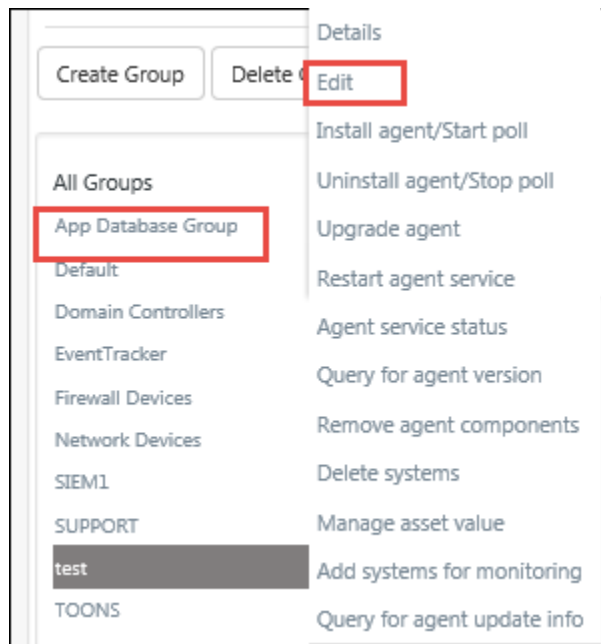 Create Group
Delete
All Groups
App Database Group
Default
Domain Controllers
EventTracker
Firewall Devices
Network Devices
SIEM1
SUPPORT
test
TOONS
Details
Edit
Install agent/Start poll
Uninstall agent/Stop poll
Upgrade agent
Restart agent service
Agent service status
Query for agent version
Remove agent components
Delete systems
Manage asset value
Add systems for monitoring
Query for agent update info